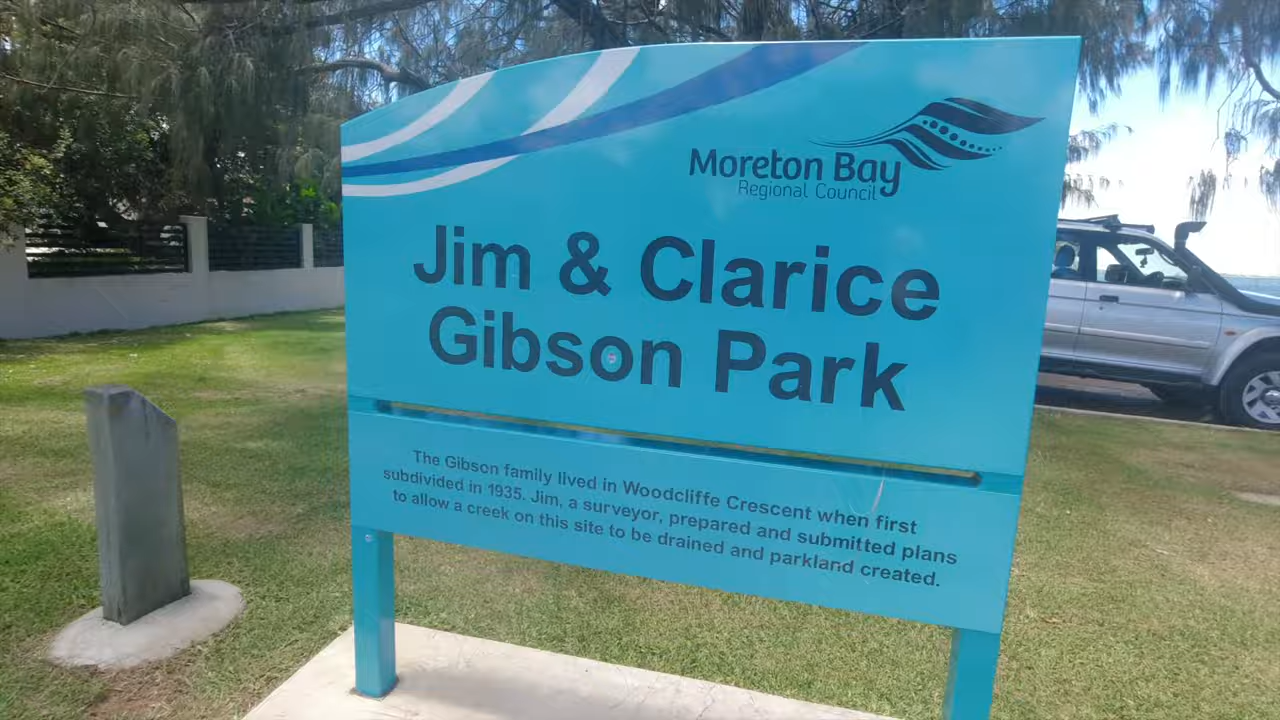 Moreton Bay
Regional Council
Jim & Clarice
Gibson Park
The Gibson family lived in Woodcliffe Crescent when first
subdivided in 1935. Jim, a surveyor, prepared and submitted plans
to allow a creek on this site to be drained and parkland created.